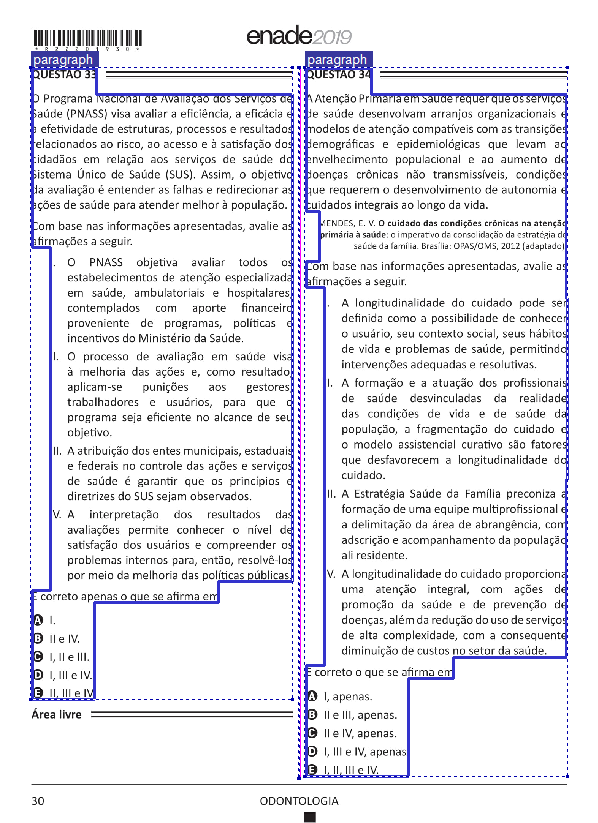 *R2220193 0*
enade2019
paragraph
QUESTÃO 33
O Programa Nacional de Avaliação dos Serviços de
Saúde (PNASS) visa avaliar a eficiência, a eficácia e
a efetividade de estruturas, processos e resultados
relacionados ao risco, ao acesso e à satisfação dos
cidadãos em relação aos serviços de saúde do
Sistema Único de Saúde (SUS). Assim, o objetivo
da avaliação é entender as falhas e redirecionar as
ações de saúde para atender melhor à população.
Com base nas informações apresentadas, avalie as
afirmações a seguir.
I. O PNASS objetiva avaliar todos os
estabelecimentos de atenção especializada
em saúde, ambulatoriais e hospitalares,
contemplados com aporte financeiro
proveniente de programas, políticas e
incentivos do Ministério da Saúde.
II. O processo de avaliação em saúde visa
à melhoria das ações e, como resultado,
aplicam-se punições aos gestores,
trabalhadores e usuários, para que o
programa seja eficiente no alcance de seu
objetivo.
III. A atribuição dos entes municipais, estaduais
e federais no controle das ações e serviços
de saúde é garantir que os princípios e
diretrizes do SUS sejam observados.
IV. A interpretação dos resultados das
avaliações permite conhecer o nível de
satisfação dos usuários e compreender os
problemas internos para, então, resolvê-los
por meio da melhoria das políticas públicas.
É correto apenas o que se afirma em
A I.
B II e IV.
C I, II e III.
D I, III e IV.
E II, III e IV.
Área livre
paragraph
QUESTÃO 34
A Atenção Primária em Saúde requer que os serviços
de saúde desenvolvam arranjos organizacionais e
modelos de atenção compatíveis com as transições
demográficas e epidemiológicas que levam ao
envelhecimento populacional e ao aumento de
doenças crônicas não transmissíveis, condições
que requerem o desenvolvimento de autonomia e
cuidados integrais ao longo da vida.
MENDES, E. V. O cuidado das condições crônicas na atenção
primária à saúde: o imperativo da consolidação da estratégia de
saúde da família. Brasília: OPAS/OMS, 2012 (adaptado).
Com base nas informações apresentadas, avalie as
afirmações a seguir.
I. A longitudinalidade do cuidado pode ser
definida como a possibilidade de conhecer
o usuário, seu contexto social, seus hábitos
de vida e problemas de saúde, permitindo
intervenções adequadas e resolutivas.
II. A formação e a atuação dos profissionais
de saúde desvinculadas da realidade
das condições de vida e de saúde da
população, a fragmentação do cuidado e
o modelo assistencial curativo são fatores
que desfavorecem a longitudinalidade do
cuidado.
III. A Estratégia Saúde da Família preconiza a
formação de uma equipe multiprofissional e
a delimitação da área de abrangência, com
adscrição e acompanhamento da população
ali residente.
IV. A longitudinalidade do cuidado proporciona
uma atenção integral, com ações de
promoção da saúde e de prevenção de
doenças, além da redução do uso de serviços
de alta complexidade, com a consequente
diminuição de custos no setor da saúde.
É correto o que se afirma em
A I, apenas.
B II e III, apenas.
C II e IV, apenas.
D I, III e IV, apenas.
E I, II, III e IV.
30
ODONTOLOGIA